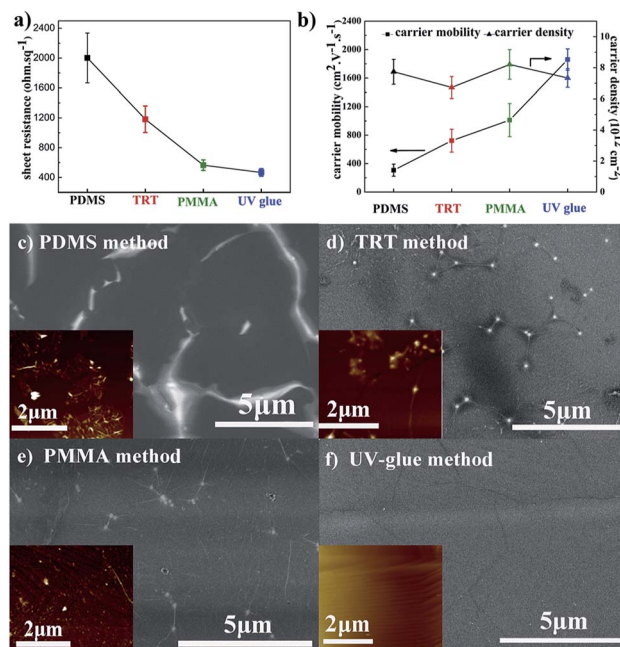 a)
sheet resistance (ohm.sq⁻¹)
2400
2000
1600
1200
800
400
PDMS
TRT
PMMA
UV glue
b)
carrier mobility carrier density
carrier mobility (cm².V⁻¹.s⁻¹)
2400
2000
1600
1200
800
400
0
10
8
6
4
2
0
carrier density (10¹² cm⁻²)
PDMS
TRT
PMMA
UV glue
c) PDMS method
2μm
5μm
d) TRT method
2μm
5μm
e) PMMA method
2μm
5μm
f) UV-glue method
2μm
5μm